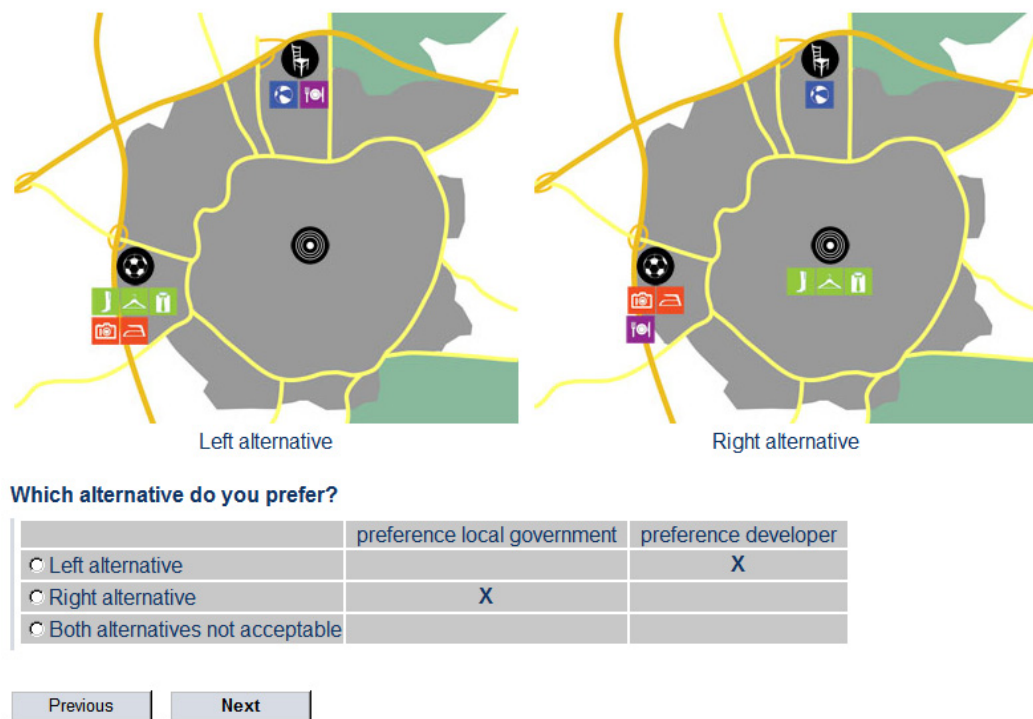 Left alternative Right alternative
Which alternative do you prefer?
preference local government preference developer
Left alternative X
Right alternative X
Both alternatives not acceptable
Previous Next